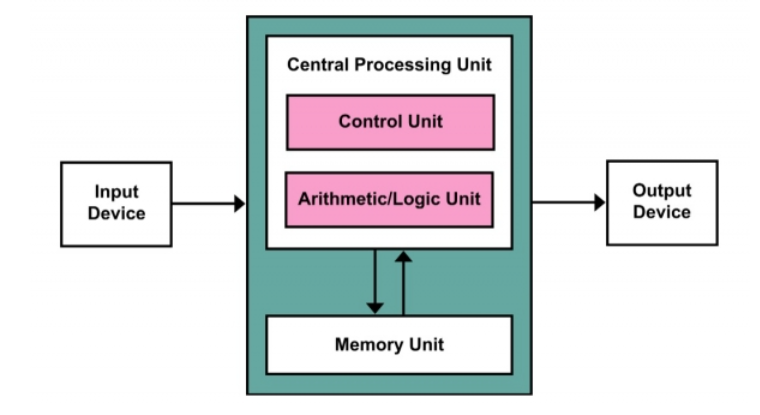 Central Processing Unit
Control Unit
Arithmetic/Logic Unit
Input
Device
Output
Device
Memory Unit